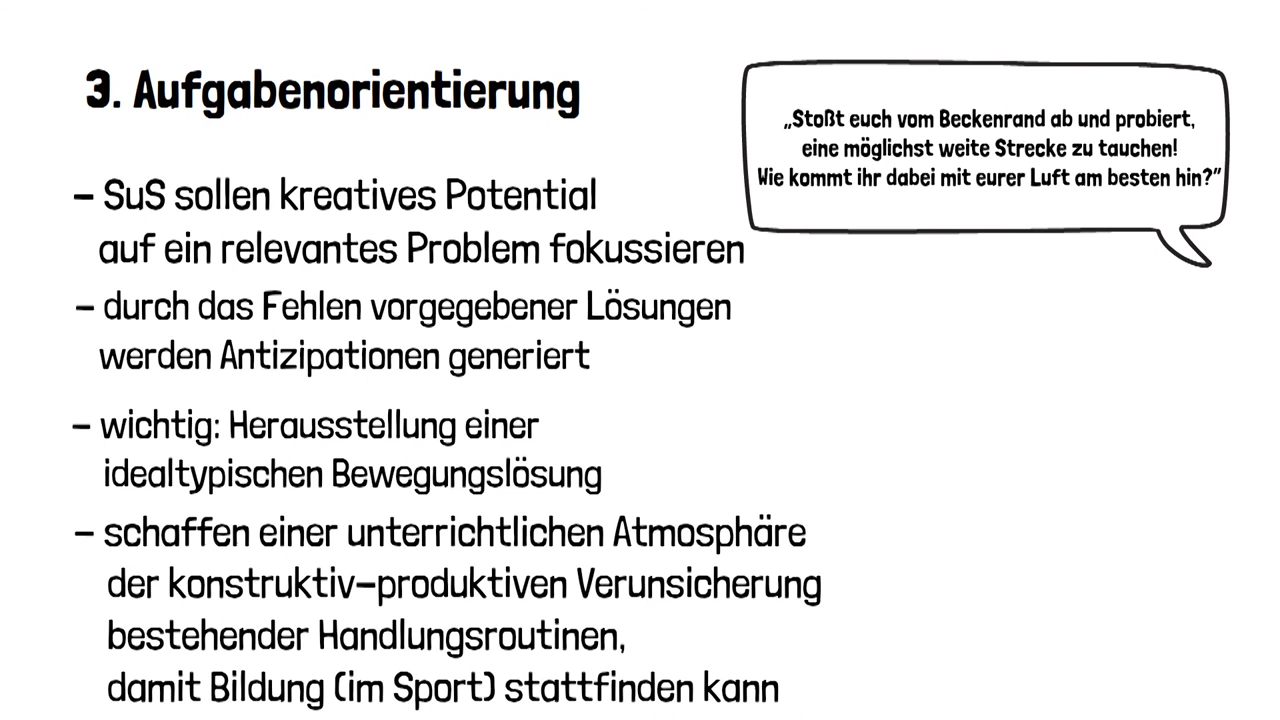 3. Aufgabenorientierung
„Stoßt euch vom Beckenrand ab und probiert,
eine möglichst weite Strecke zu tauchen!
Wie kommt ihr dabei mit eurer Luft am besten hin?"
– SuS sollen kreatives Potential
auf ein relevantes Problem fokussieren
– durch das Fehlen vorgegebener Lösungen
werden Antizipationen generiert
– wichtig: Herausstellung einer
idealtypischen Bewegungslösung
– schaffen einer unterrichtlichen Atmosphäre
der konstruktiv–produktiven Verunsicherung
bestehender Handlungsroutinen,
damit Bildung (im Sport) stattfinden kann